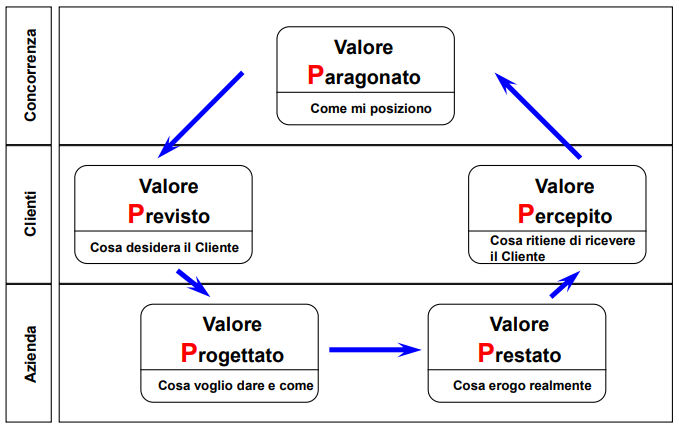 Concorrenza
Valore
Paragonato
Come mi posiziono
Clienti
Valore
Previsto
Cosa desidera il Cliente
Valore
Percepito
Cosa ritiene di ricevere
il Cliente
Azienda
Valore
Progettato
Cosa voglio dare e come
Valore
Prestato
Cosa erogo realmente